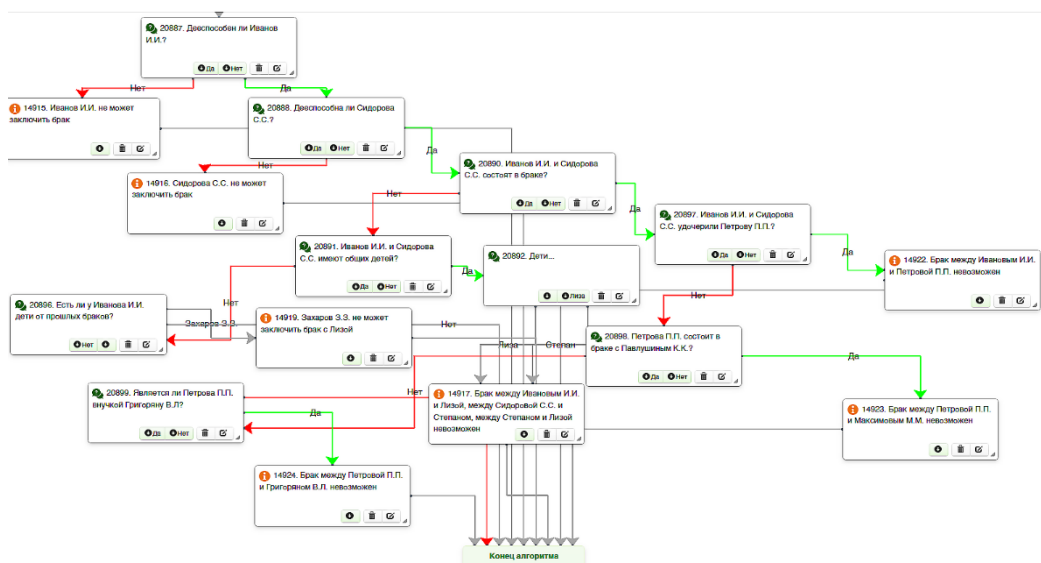 20887. Дееспособен ли Иванов
И.И.?
Да Нет
Нет
Да
14915. Иванов И.И. не может
заключить брак
20888. Дееспособна ли Сидорова
С.С.?
Да Нет
Да
Нет
20890. Иванов И.И. и Сидорова
С.С. состоят в браке?
Да Нет
14916. Сидорова С.С. не может
заключить брак
Нет
Да
20897. Иванов И.И. и Сидорова
С.С. удочерили Петрову П.П.?
Да Нет
20891. Иванов И.И. и Сидорова
С.С. имеют общих детей?
Да Нет
Да
20892. Дети...
Лиза
Да
14922. Брак между Ивановым И.И.
и Петровой П.П. невозможен
Нет
Нет
20896. Есть ли у Иванова И.И.
дети от прошлых браков?
Нет
Захаров З.З.
14919. Захаров З.З. не может
заключить брак с Лизой
Нет
Лиза
Степан
20898. Петрова П.П. состоит в
браке с Павлушиным К.К.?
Да Нет
Да
20899. Является ли Петрова П.П.
внучкой Григоряну В.Л?
Да Нет
Нет
Да
14917. Брак между Ивановым И.И.
и Лизой, между Сидоровой С.С. и
Степаном, между Степаном и Лизой
невозможен
14923. Брак между Петровой П.П.
и Максимовым М.М. невозможен
14924. Брак между Петровой П.П.
и Григоряном В.Л. невозможен
Конец алгоритма